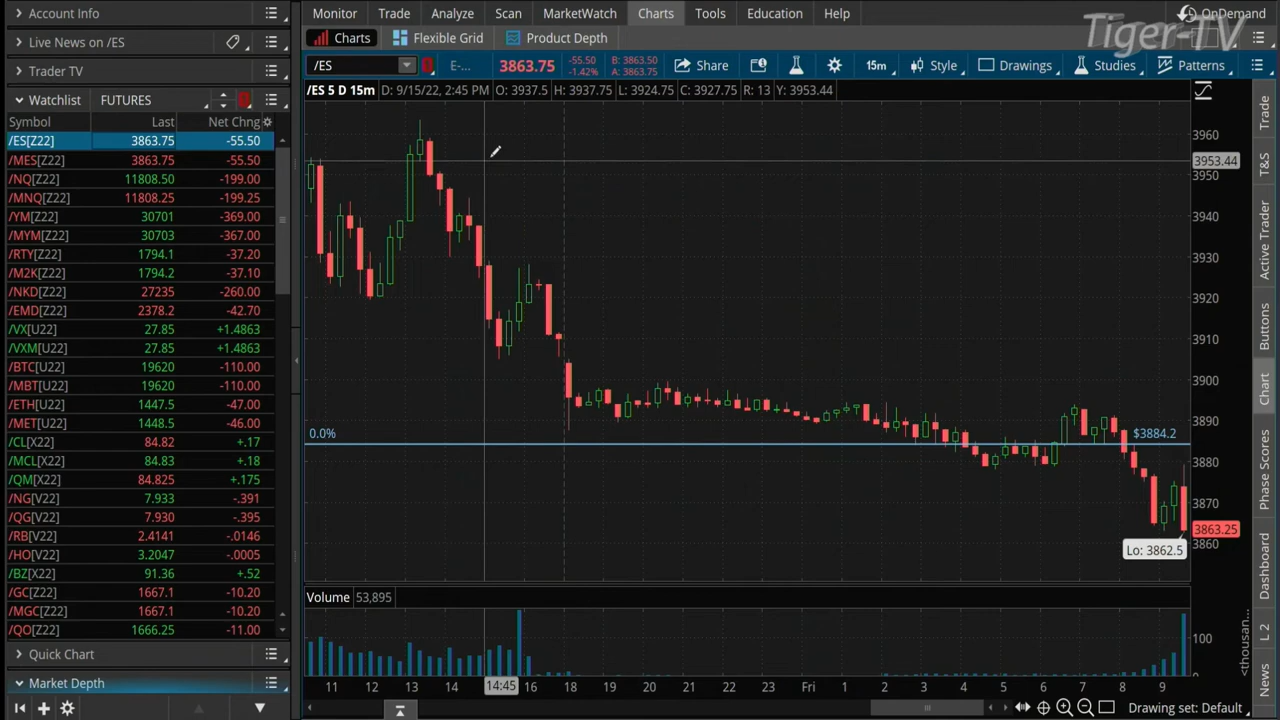 Account Info
Live News on /ES
Trader TV
Watchlist FUTURES
Symbol Last Net Chng
/ES[Z22] 3863.75 -55.50
/MES[Z22] 3863.75 -55.50
/NQ[Z22] 11808.50 -199.00
/MNQ[Z22] 11808.25 -199.25
/YM[Z22] 30701 -369.00
/MYM[Z22] 30703 -367.00
/RTY[Z22] 1794.1 -37.20
/M2K[Z22] 1794.2 -37.10
/NKD[Z22] 27235 -260.00
/EMD[Z22] 2378.2 -42.70
/VX[U22] 27.85 +1.4863
/VXM[U22] 27.85 +1.4863
/BTC[U22] 19620 -110.00
/MBT[U22] 19620 -110.00
/ETH[U22] 1447.5 -47.00
/MET[U22] 1448.5 -46.00
/CL[X22] 84.82 +.17
/MCL[X22] 84.83 +.18
/QM[X22] 84.825 +.175
/NG[V22] 7.933 -.391
/QG[V22] 7.930 -.395
/RB[V22] 2.4141 -.0146
/HO[V22] 3.2047 -.0005
/BZ[X22] 91.36 +.52
/GC[Z22] 1667.1 -10.20
/MGC[Z22] 1667.1 -10.20
/QO[Z22] 1666.25 -11.00
Quick Chart
Market Depth
Monitor Trade Analyze Scan MarketWatch Charts Tools Education Help OnDemand
Tiger-TV
Charts Flexible Grid Product Depth
/ES E-... 3863.75 -55.50 B: 3863.50
-1.42% A: 3863.75
Share 15m Style Drawings Studies Patterns
/ES 5 D 15m D: 9/15/22, 2:45 PM O: 3937.5 H: 3937.75 L: 3924.75 C: 3927.75 R: 13 Y: 3953.44
3960
3953.44
3950
3940
3930
3920
3910
3900
3890
0.0% $3884.2
3880
3870
3863.25
3860
Lo: 3862.5
Volume 53,895
100
<thousan...
11 12 13 14 14:45 16 18 19 20 21 22 23 Fri 1 2 3 4 5 6 7 8 9
Drawing set: Default
Trade
T&S
Active Trader
Buttons
Chart
Phase Scores
Dashboard
L 2
News